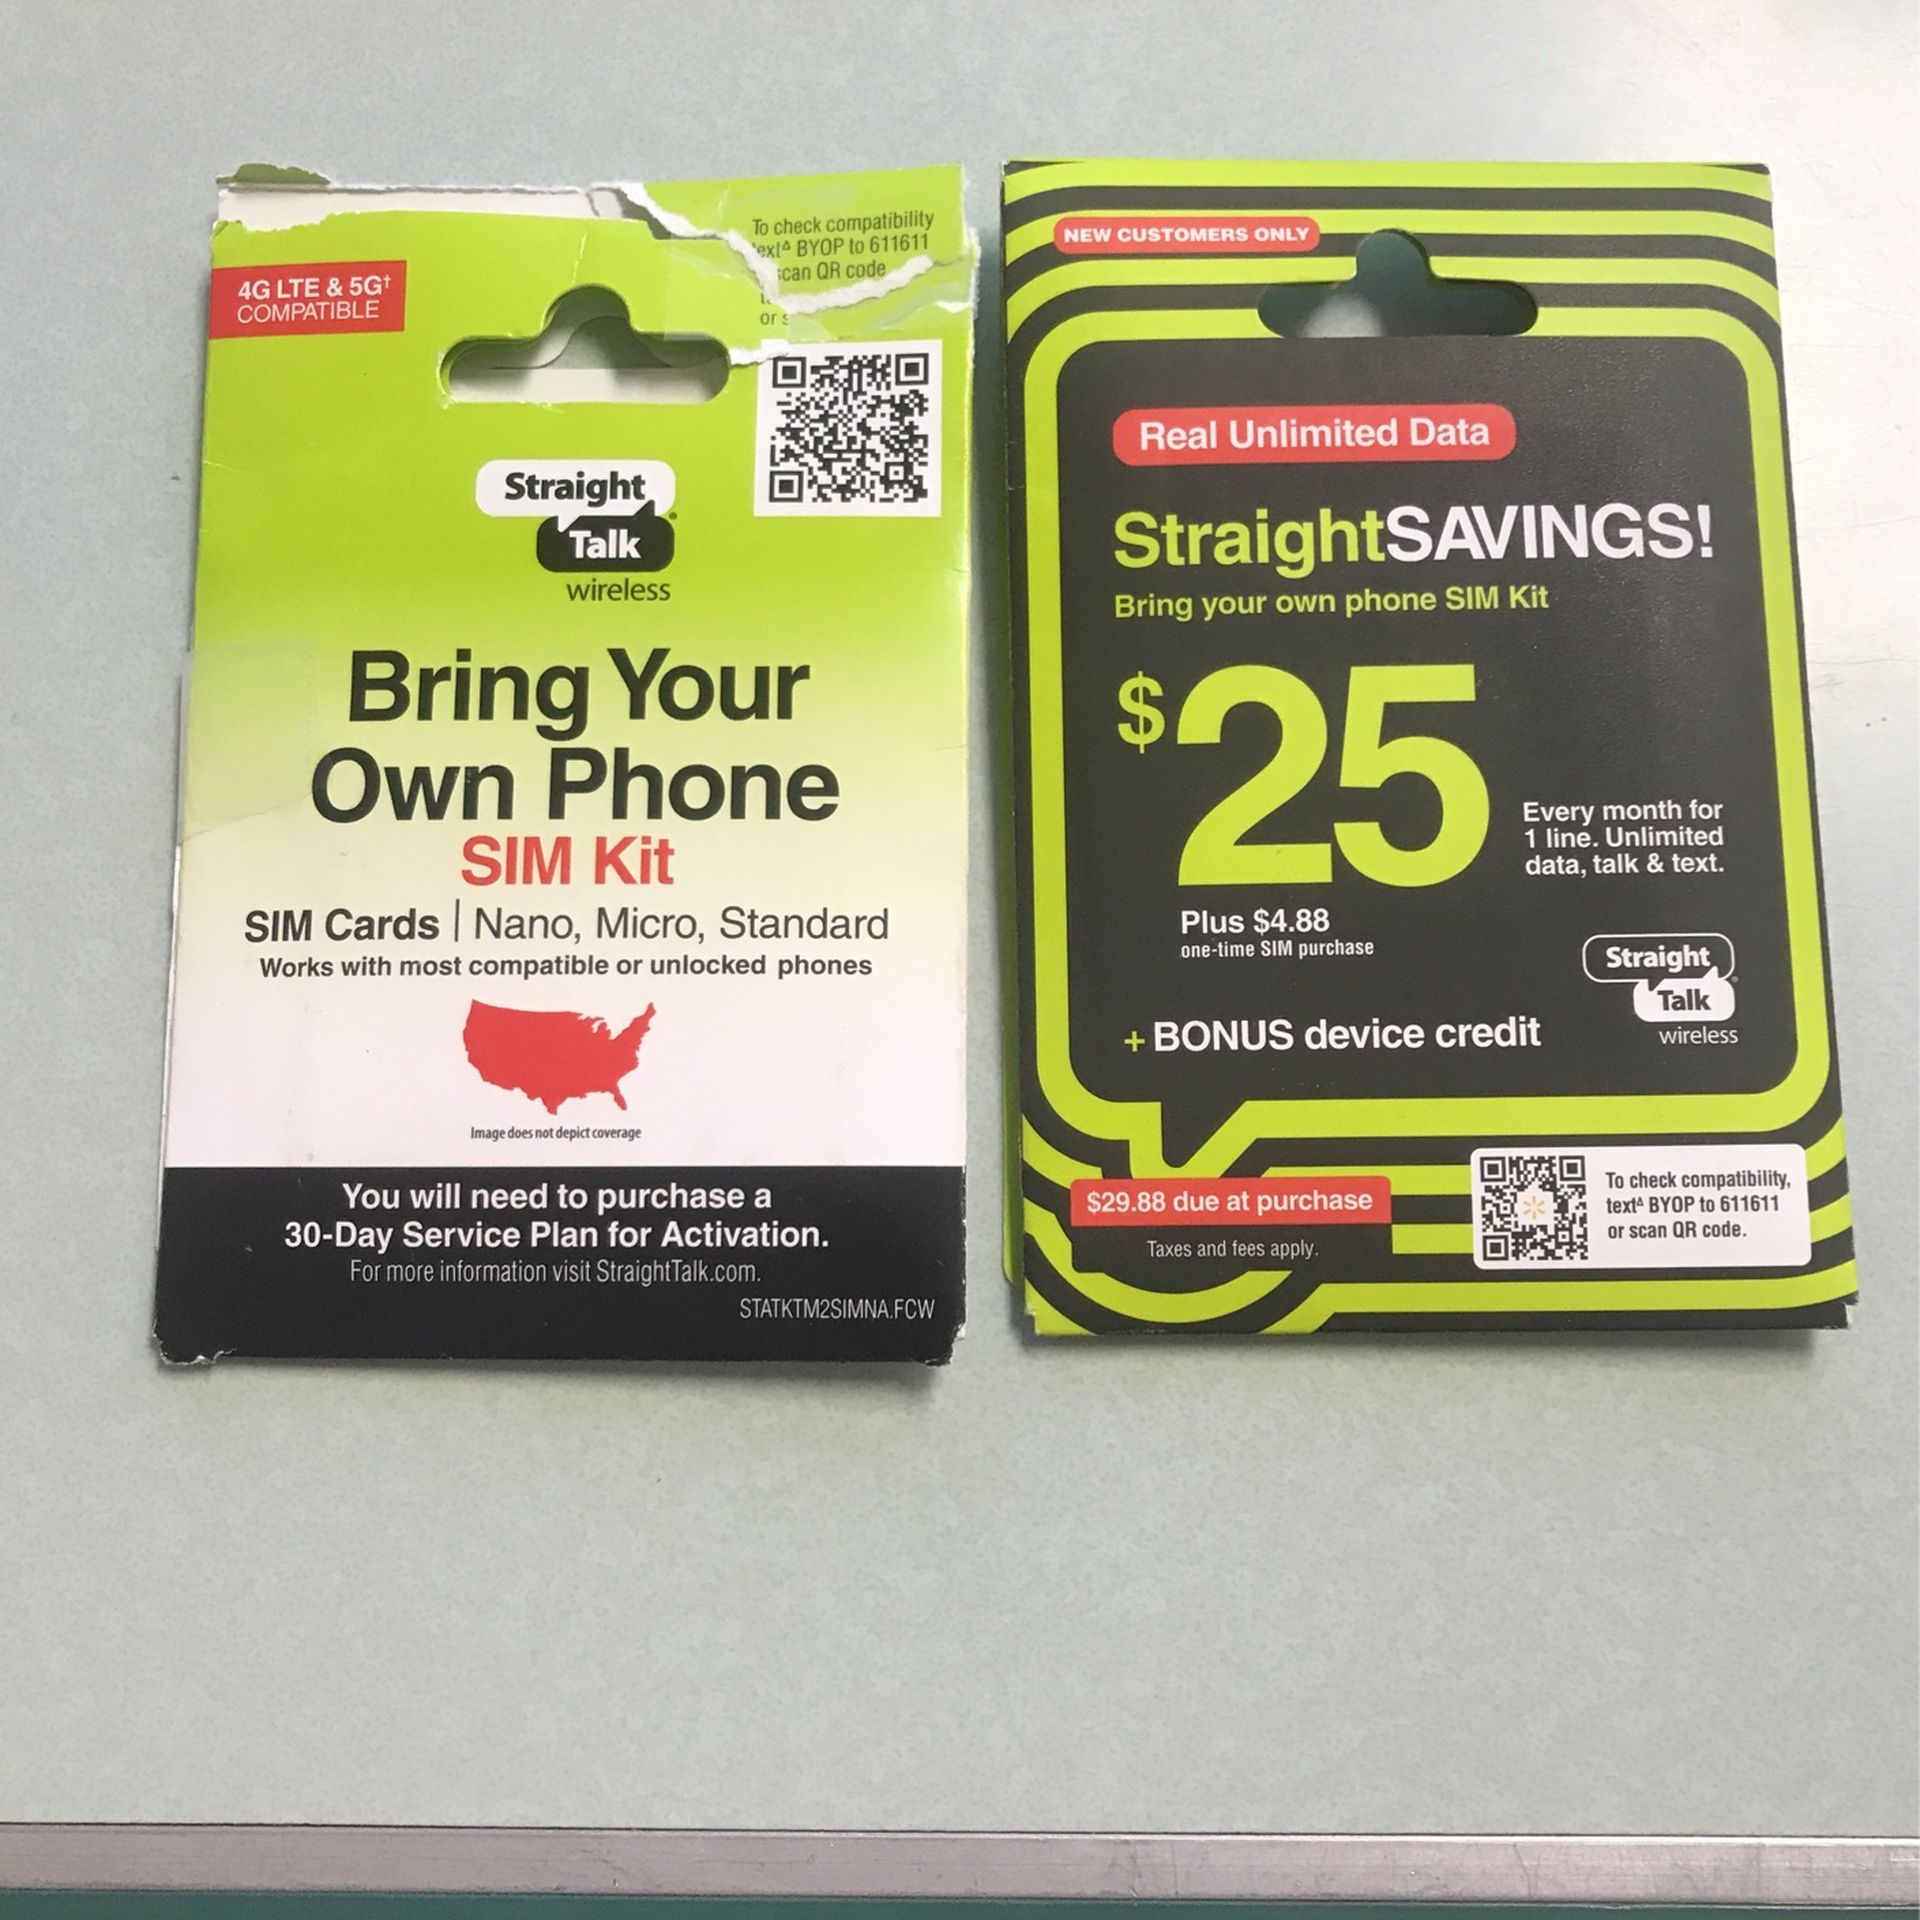 4G LTE & 5G†
COMPATIBLE
To check compatibility
ext∆ BYOP to 611611
scan QR code
or s
Straight
Talk®
wireless
Bring Your
Own Phone
SIM Kit
SIM Cards | Nano, Micro, Standard
Works with most compatible or unlocked phones
Image does not depict coverage
You will need to purchase a
30-Day Service Plan for Activation.
For more information visit StraightTalk.com.
STATKTM2SIMNA.FCW
NEW CUSTOMERS ONLY
Real Unlimited Data
StraightSAVINGS!
Bring your own phone SIM Kit
$25
Every month for
1 line. Unlimited
data, talk & text.
Plus $4.88
one-time SIM purchase
+ BONUS device credit
Straight
Talk®
wireless
$29.88 due at purchase
Taxes and fees apply.
To check compatibility,
text∆ BYOP to 611611
or scan QR code.